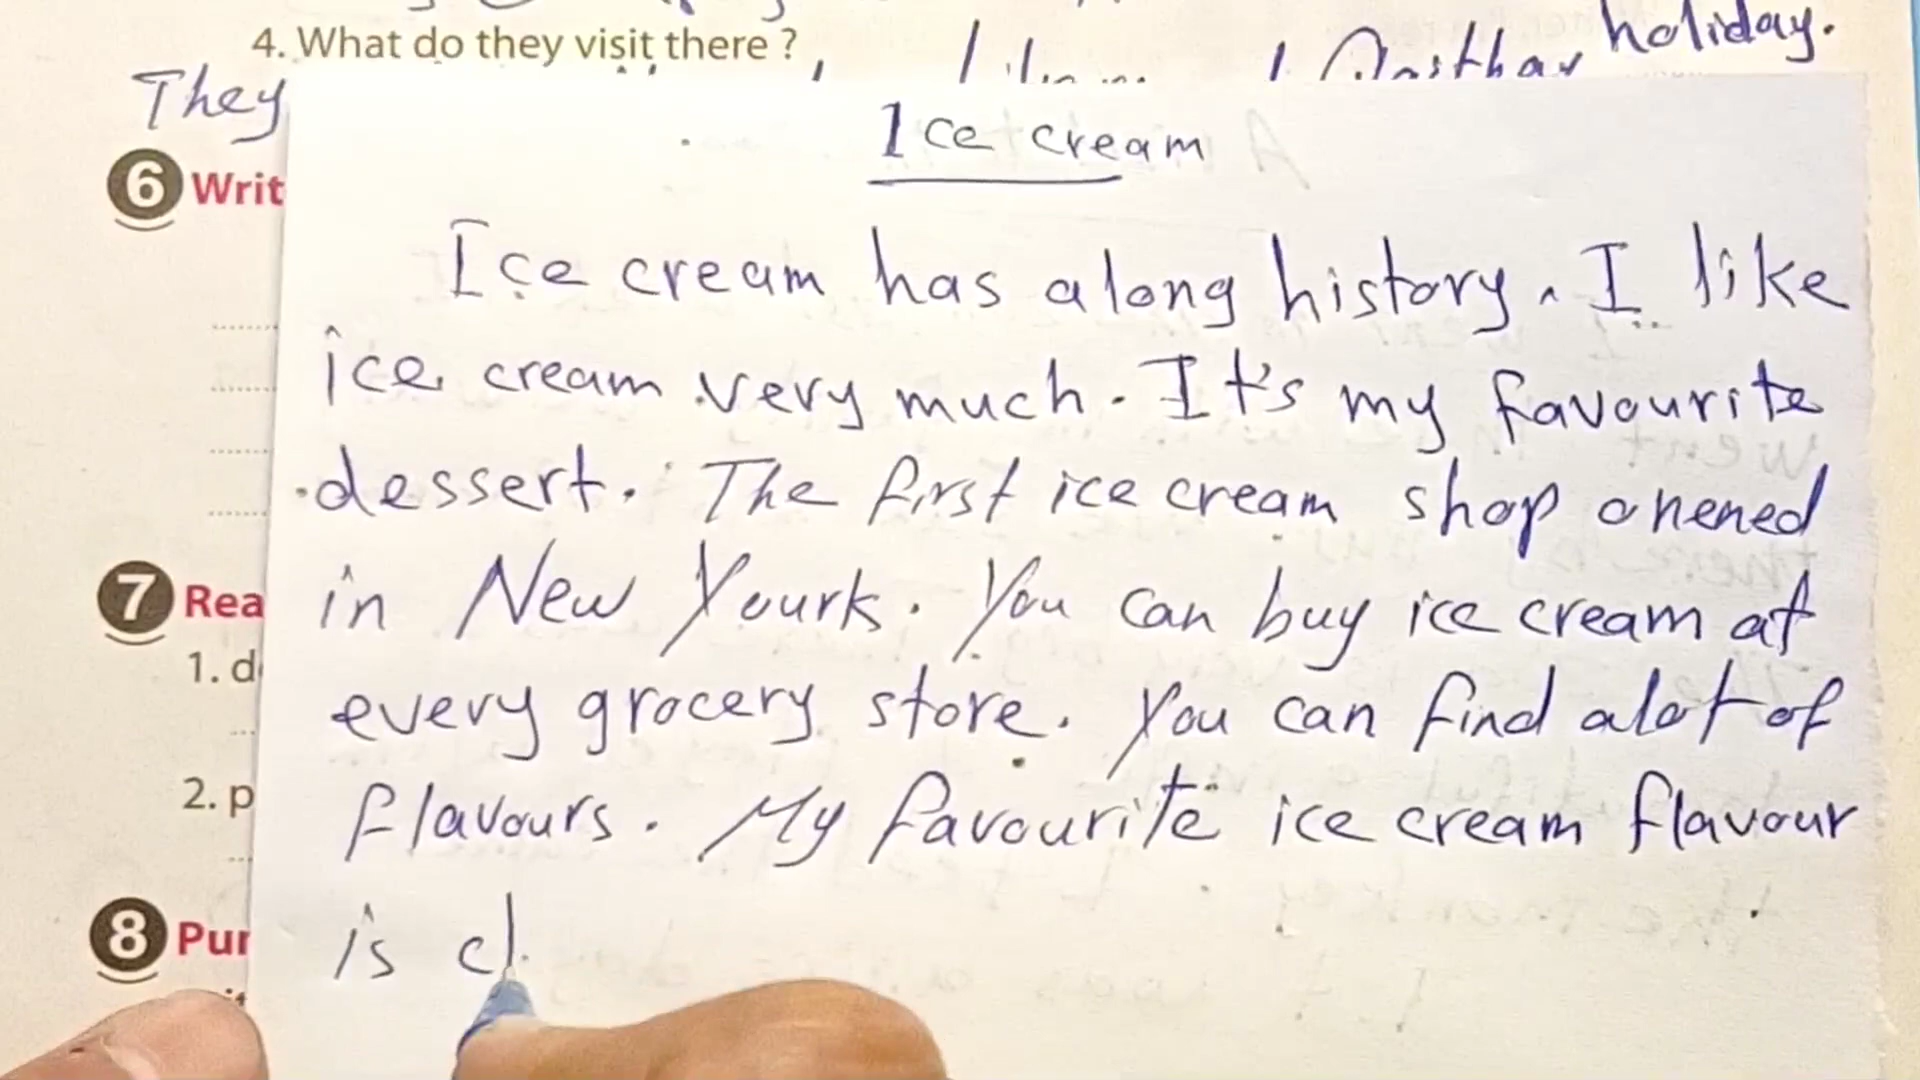 4. What do they visit there ?
holiday.
They
Ice cream
6 Writ
Ice cream has along history. I like
ice cream very much. It's my favourite
dessert. The first ice cream shop onened
in New Yourk. You can buy ice cream at
7 Rea
1. d
every grocery store. You can find alot of
2. p
flavours. My favourite ice cream flavour
8 Pur
is ch